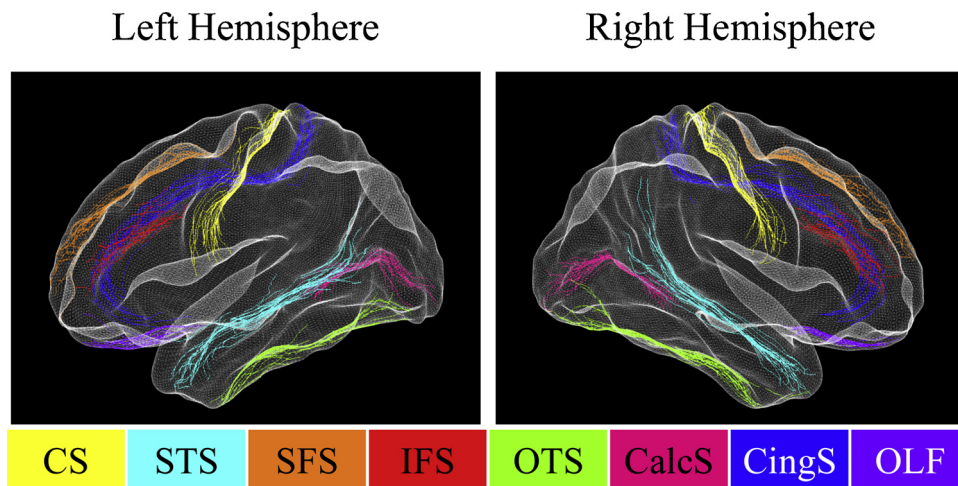 Left Hemisphere
Right Hemisphere
CS STS SFS IFS OTS CalcS CingS OLF